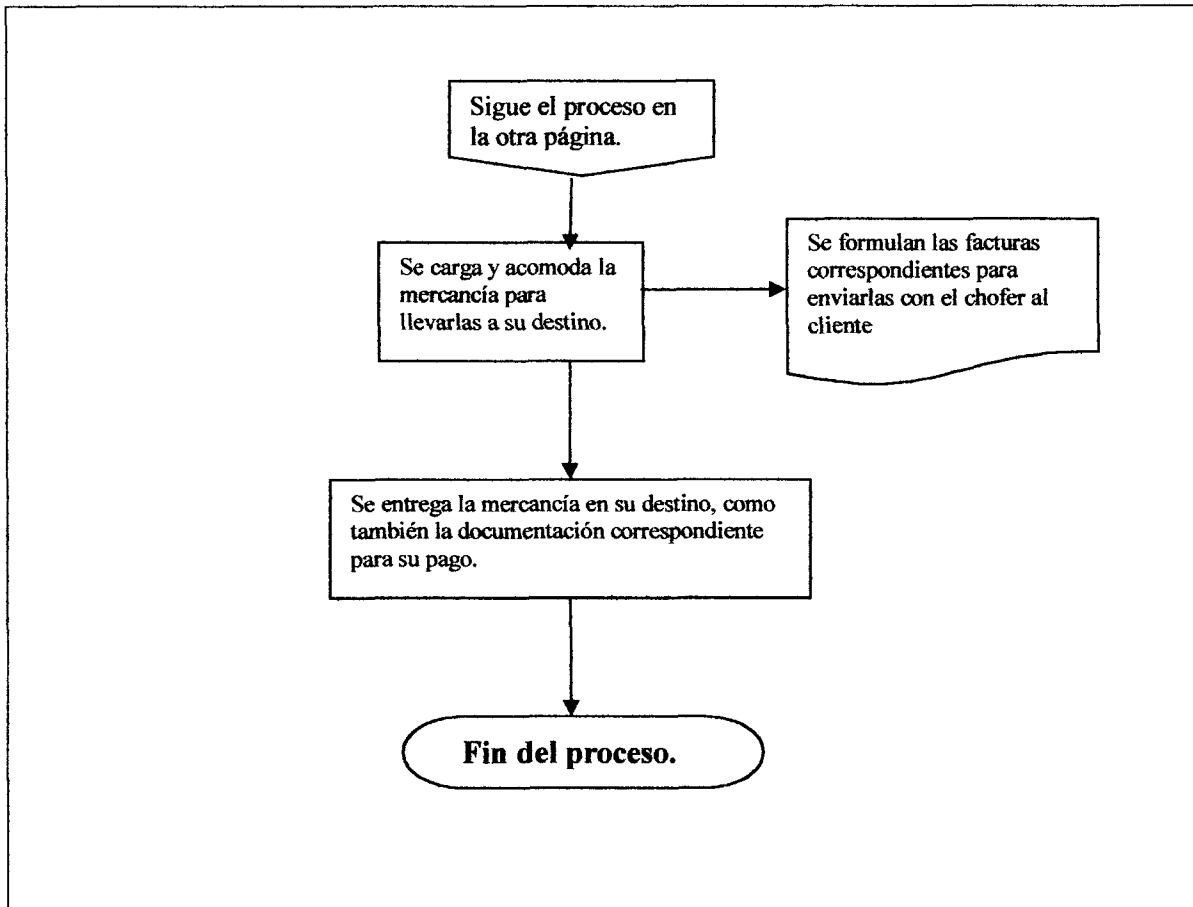 Sigue el proceso en
la otra página.
Se carga y acomoda la
mercancía para
llevarlas a su destino.
Se formulan las facturas
correspondientes para
enviarlas con el chofer al
cliente
Se entrega la mercancía en su destino, como
también la documentación correspondiente
para su pago.
Fin del proceso.